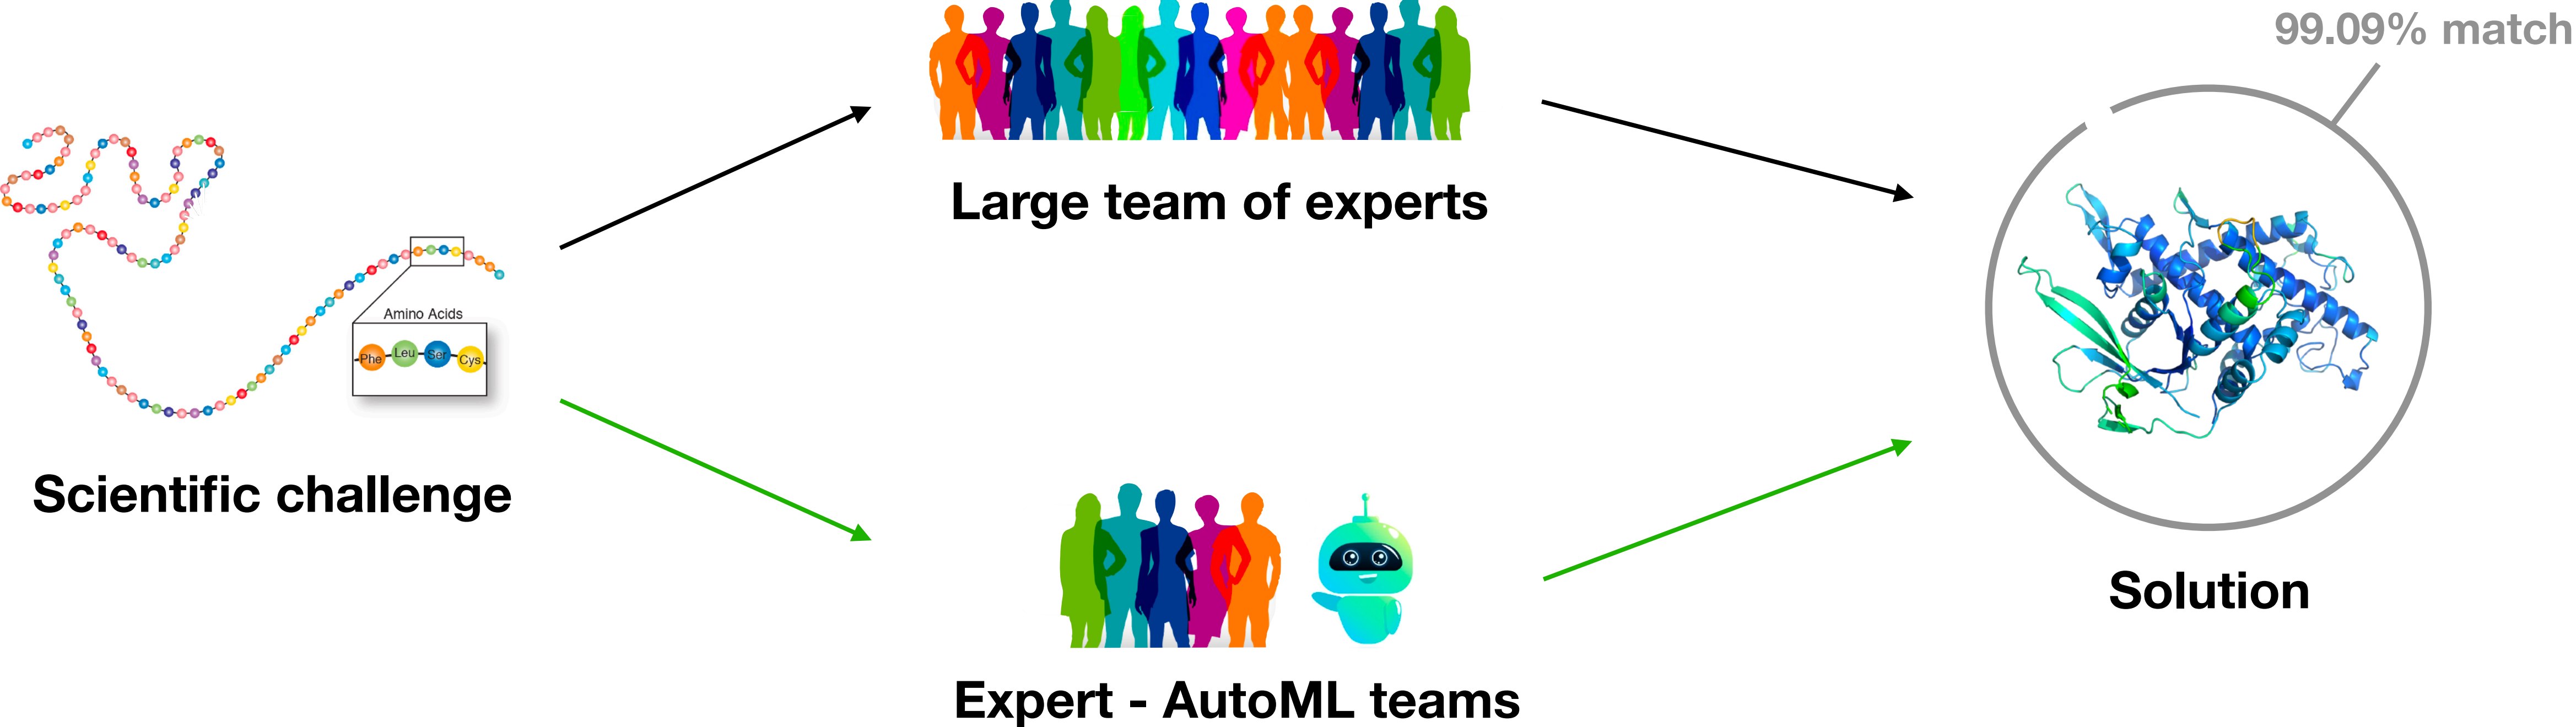 99.09% match
Large team of experts
Amino Acids
Phe Leu Ser Cys
Scientific challenge
Solution
Expert - AutoML teams